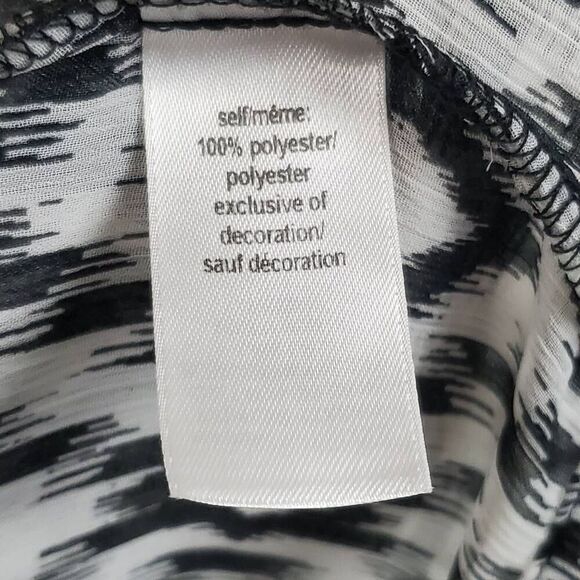 self/même:
100% polyester/
polyester
exclusive of
decoration/
sauf décoration